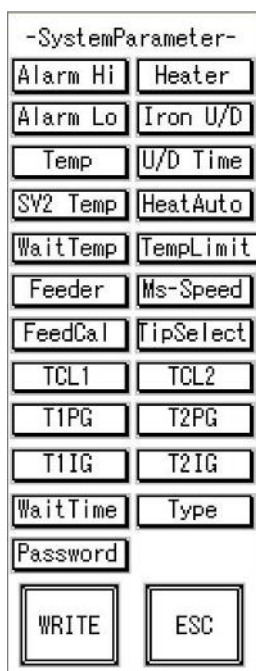 -SystemParameter-
Alarm Hi Heater
Alarm Lo Iron U/D
Temp U/D Time
SV2 Temp HeatAuto
WaitTemp TempLimit
Feeder Ms-Speed
FeedCal TipSelect
TCL1 TCL2
T1PG T2PG
T1IG T2IG
WaitTime Type
Password
WRITE ESC